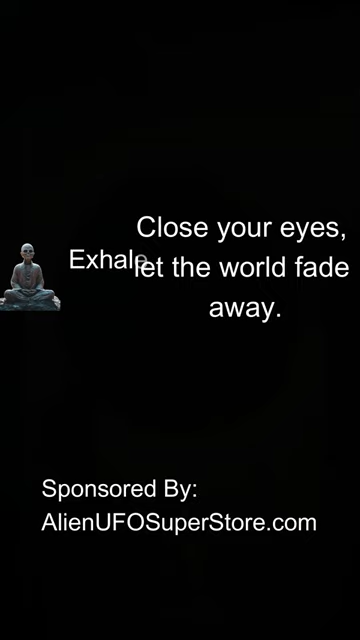 Close your eyes,
Exhale
let the world fade
away.
Sponsored By:
AlienUFOSuperStore.com